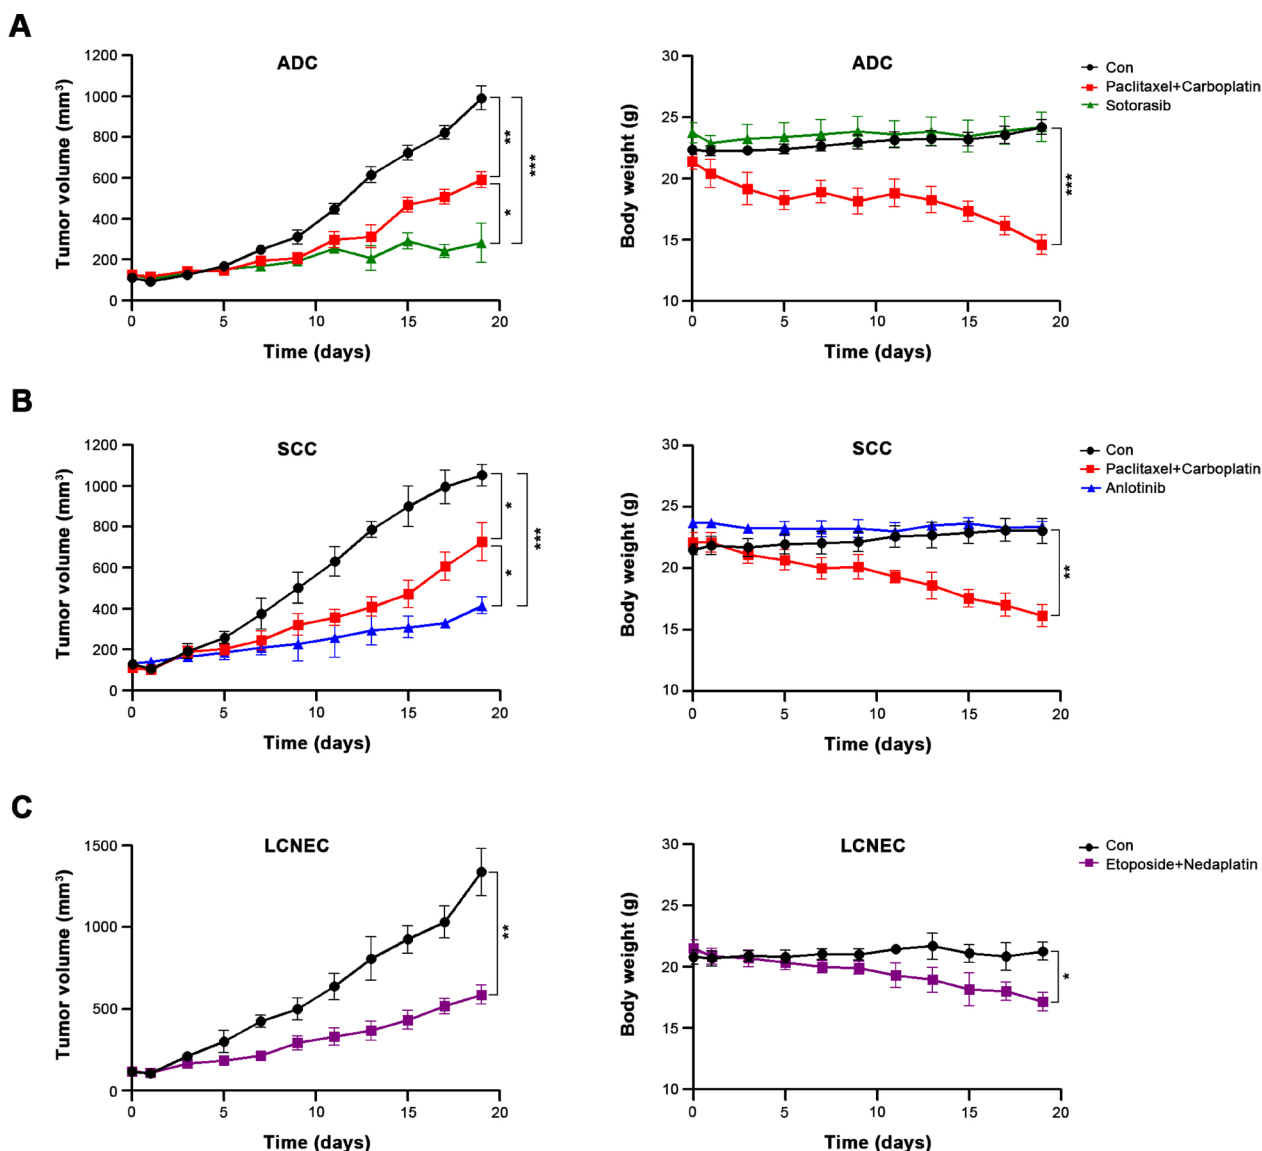 A
ADC
Tumor volume (mm³)
1200
1000
800
600
400
200
0
0 5 10 15 20
Time (days)
**
*
***
ADC
Body weight (g)
30
25
20
15
10
0 5 10 15 20
Time (days)
***
Con
Paclitaxel+Carboplatin
Sotorasib
B
SCC
Tumor volume (mm³)
1200
1000
800
600
400
200
0
0 5 10 15 20
Time (days)
*
*
***
SCC
Body weight (g)
30
25
20
15
10
0 5 10 15 20
Time (days)
**
Con
Paclitaxel+Carboplatin
Anlotinib
C
LCNEC
Tumor volume (mm³)
1500
1000
500
0
0 5 10 15 20
Time (days)
**
LCNEC
Body weight (g)
30
25
20
15
10
0 5 10 15 20
Time (days)
*
Con
Etoposide+Nedaplatin